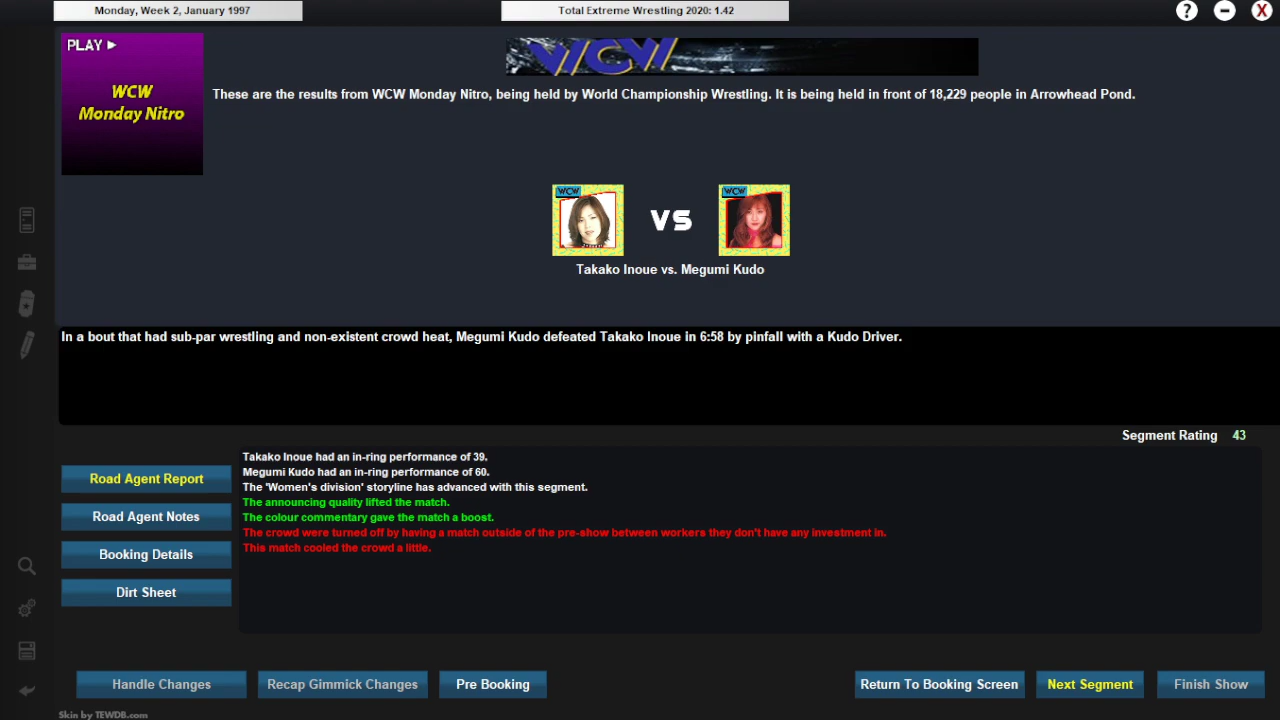 Monday, Week 2, January 1997
Total Extreme Wrestling 2020: 1.42
? X
PLAY
WCW
Monday Nitro
WCW
These are the results from WCW Monday Nitro, being held by World Championship Wrestling. It is being held in front of 18,229 people in Arrowhead Pond.
WCW VS WCW
Takako Inoue vs. Megumi Kudo
In a bout that had sub-par wrestling and non-existent crowd heat, Megumi Kudo defeated Takako Inoue in 6:58 by pinfall with a Kudo Driver.
Segment Rating 43
Road Agent Report
Road Agent Notes
Booking Details
Dirt Sheet
Takako Inoue had an in-ring performance of 39.
Megumi Kudo had an in-ring performance of 60.
The 'Women's division' storyline has advanced with this segment.
The announcing quality lifted the match.
The colour commentary gave the match a boost.
The crowd were turned off by having a match outside of the pre-show between workers they don't have any investment in.
This match cooled the crowd a little.
Handle Changes
Recap Gimmick Changes
Pre Booking
Return To Booking Screen
Next Segment
Finish Show
Skin by TEWDB.com